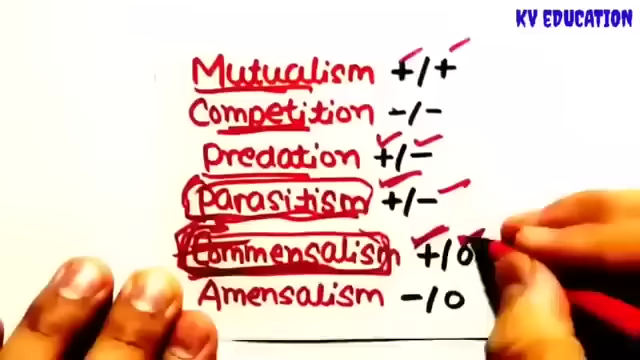 KV EDUCATION
Mutualism +/+
Competition -/-
Predation +/-
Parasitism +/-
Commensalism +/0
Amensalism -/0